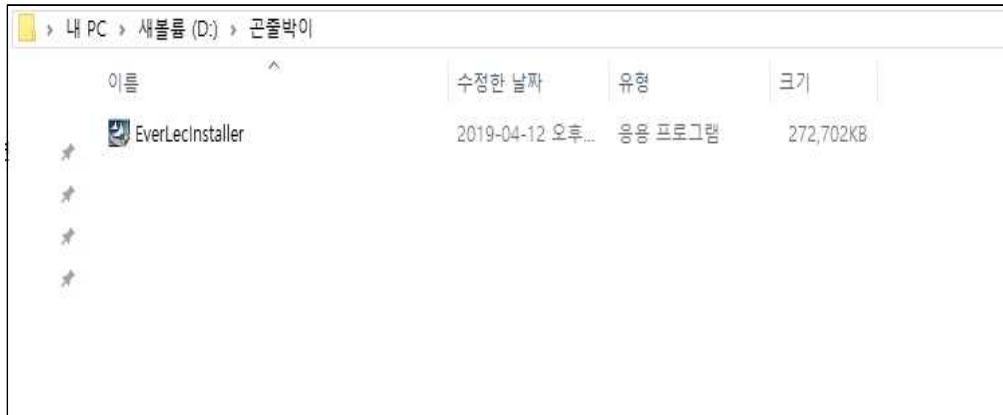 › 내 PC › 새볼륨 (D:) › 곤줄박이
이름 수정한 날짜 유형 크기
EverLecInstaller 2019-04-12 오후... 응용 프로그램 272,702KB